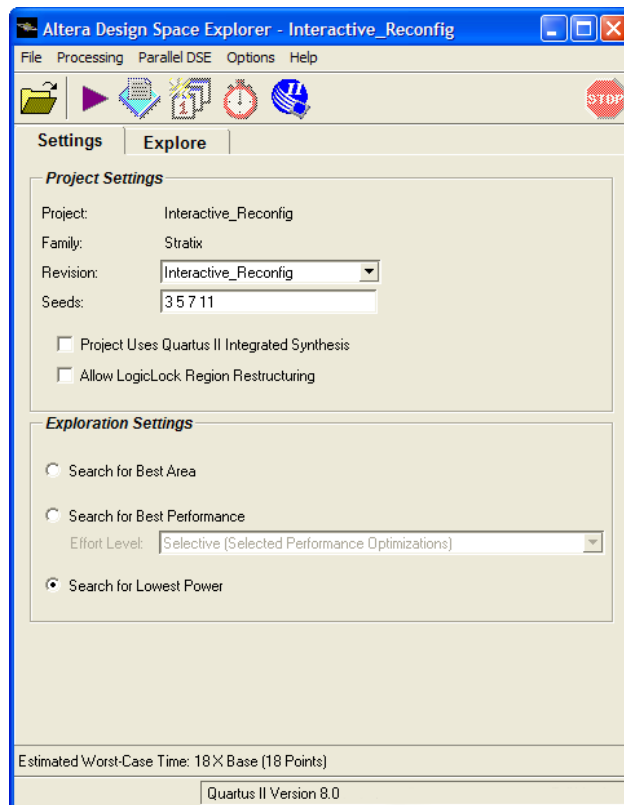 Altera Design Space Explorer - Interactive_Reconfig
File Processing Parallel DSE Options Help
1
II
STOP
Settings Explore
Project Settings
Project: Interactive_Reconfig
Family: Stratix
Revision: Interactive_Reconfig
Seeds: 3 5 7 11
Project Uses Quartus II Integrated Synthesis
Allow LogicLock Region Restructuring
Exploration Settings
Search for Best Area
Search for Best Performance
Effort Level: Selective (Selected Performance Optimizations)
Search for Lowest Power
Estimated Worst-Case Time: 18 X Base (18 Points)
Quartus II Version 8.0